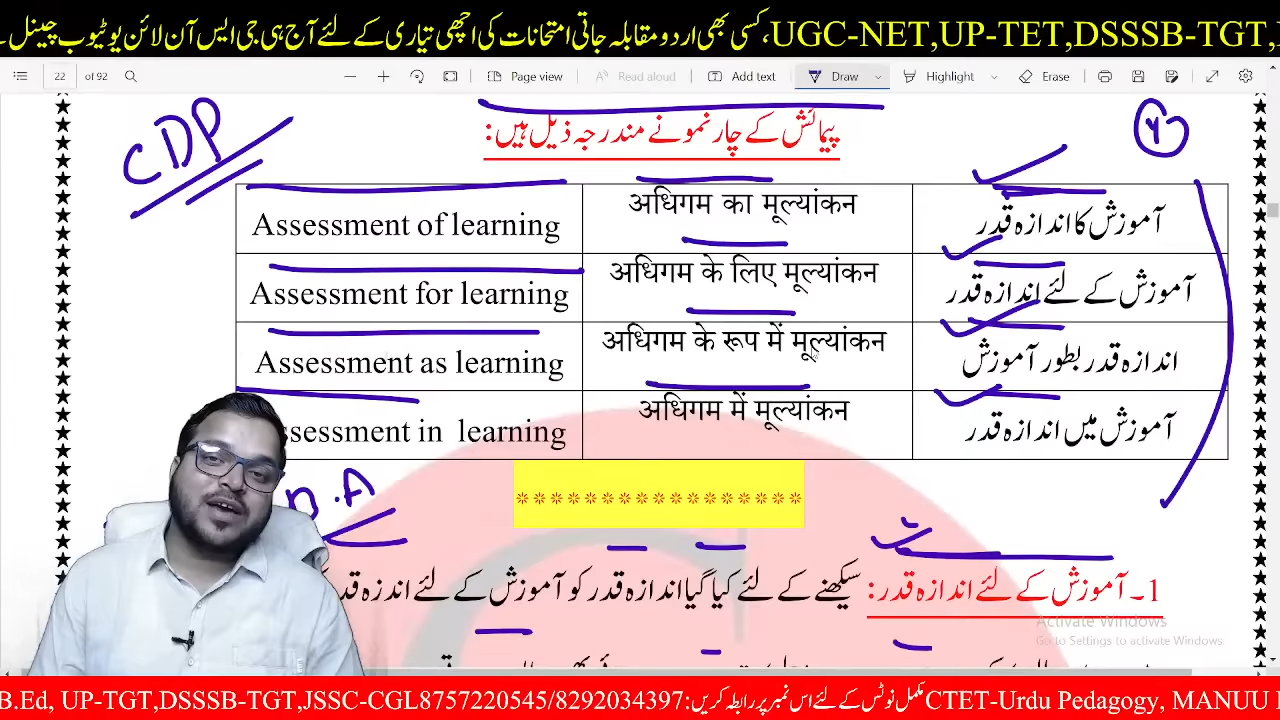 کسی بھی اردو مقابلہ جاتی امتحانات کی اچھی تیاری کے لئے آج ہی جی ایس آن لائن یوٹیوب چینل ،UGC-NET,UP-TET,DSSSB-TGT
22 of 92 Page view Read aloud Add text Draw Highlight Erase
CDP
پیمائش کے چار نمونے مندرجہ ذیل ہیں:
Assessment of learning अधिगम का मूल्यांकन آموزش کا اندازہ قدر
Assessment for learning अधिगम के लिए मूल्यांकन آموزش کے لئے اندازہ قدر
Assessment as learning अधिगम के रूप में मूल्यांकन اندازہ قدر بطور آموزش
ssessment in learning अधिगम में मूल्यांकन آموزش میں اندازہ قدر
****************
1۔ آموزش کے لئے اندازہ قدر: سیکھنے کے لئے کیا گیا اندازہ قدر کو آموزش کے لئے اندرزہ قدر
Activate Windows
Go to Settings to activate Windows.
B.Ed, UP-TGT,DSSSB-TGT,JSSC-CGL مکمل نوٹس کے لئے اس نمبر پر رابطہ کریں:8757220545/8292034397 CTET-Urdu Pedagogy, MANUU